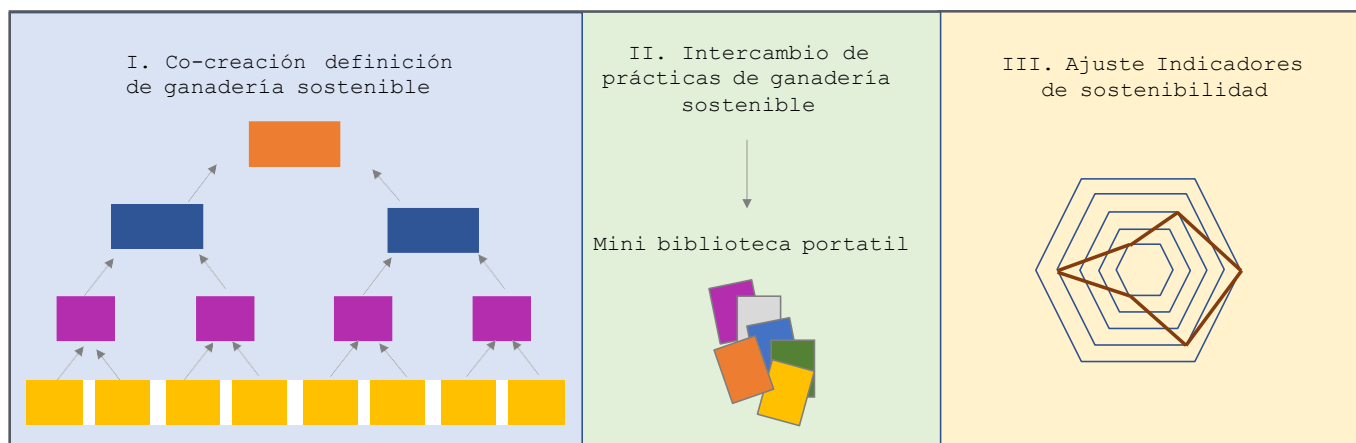 I. Co-creación definición
de ganadería sostenible
II. Intercambio de
prácticas de ganadería
sostenible
Mini biblioteca portatil
III. Ajuste Indicadores
de sostenibilidad